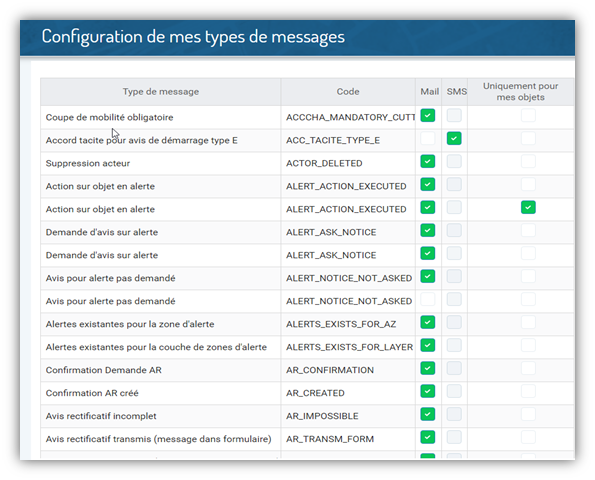 Configuration de mes types de messages
Type de message Code Mail SMS Uniquement pour
mes objets
Coupe de mobilité obligatoire ACCCHA_MANDATORY_CUTT
Accord tacite pour avis de démarrage type E ACC_TACITE_TYPE_E
Suppression acteur ACTOR_DELETED
Action sur objet en alerte ALERT_ACTION_EXECUTED
Action sur objet en alerte ALERT_ACTION_EXECUTED
Demande d'avis sur alerte ALERT_ASK_NOTICE
Demande d'avis sur alerte ALERT_ASK_NOTICE
Avis pour alerte pas demandé ALERT_NOTICE_NOT_ASKED
Avis pour alerte pas demandé ALERT_NOTICE_NOT_ASKED
Alertes existantes pour la zone d'alerte ALERTS_EXISTS_FOR_AZ
Alertes existantes pour la couche de zones d'alerte ALERTS_EXISTS_FOR_LAYER
Confirmation Demande AR AR_CONFIRMATION
Confirmation AR créé AR_CREATED
Avis rectificatif incomplet AR_IMPOSSIBLE
Avis rectificatif transmis (message dans formulaire) AR_TRANSM_FORM